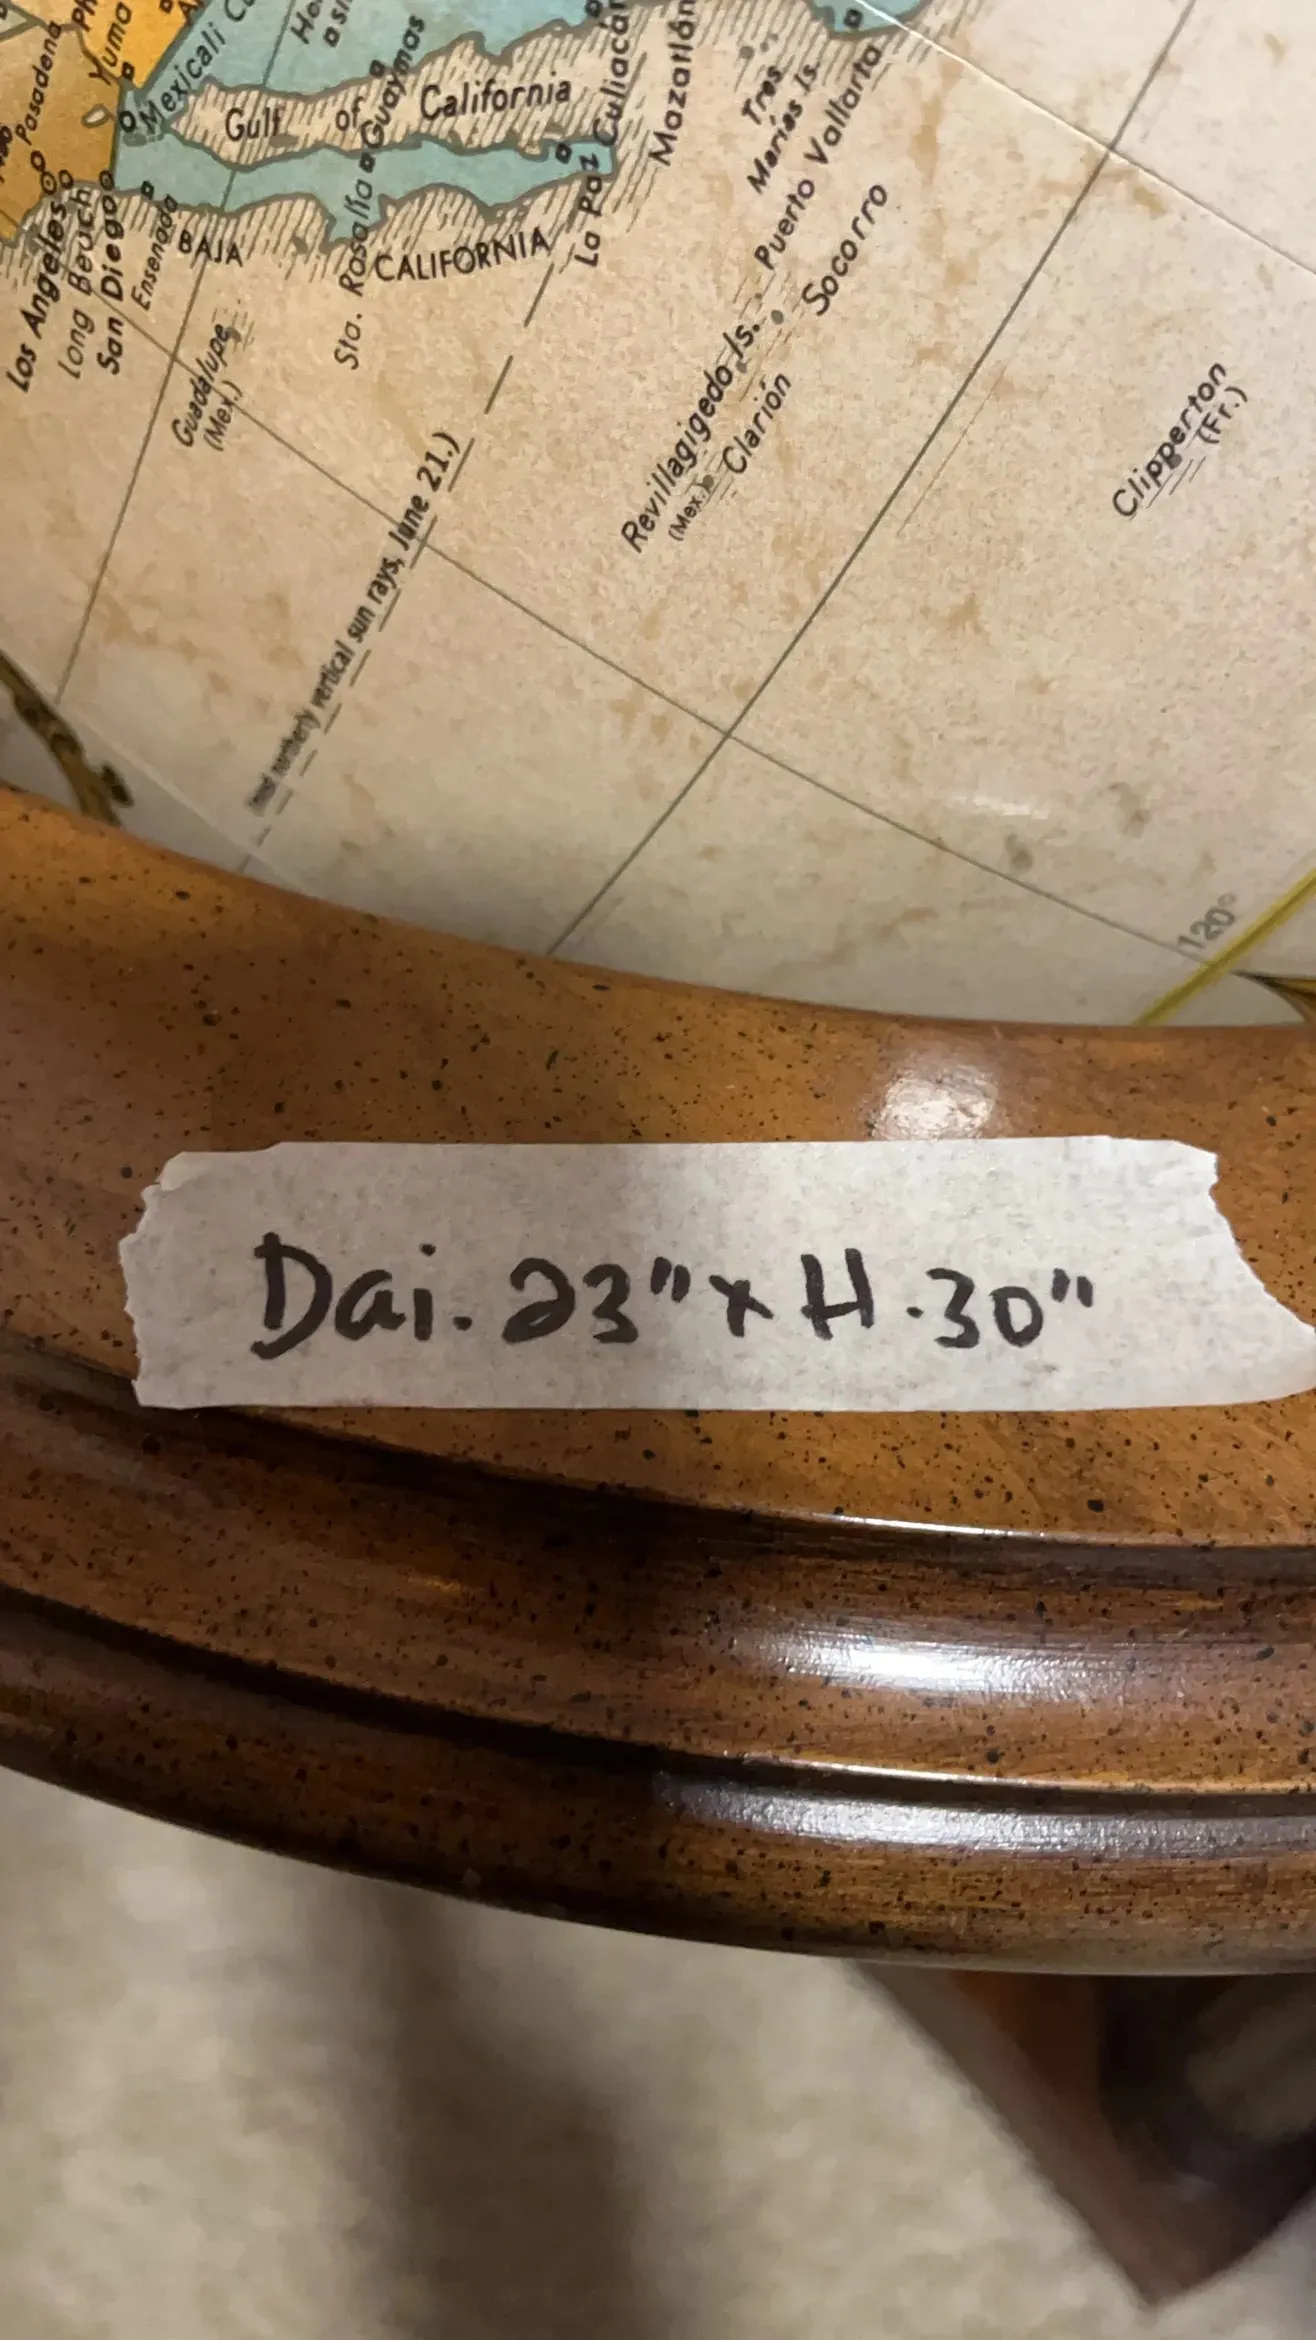 Pasadena
Yuma
Mexicali
Gulf of California
Guaymas
Culiacán
Mazatlán
Tres
Marías Is.
Puerto Vallarta
Los Angeles
Long Beach
San Diego
Ensenada
BAJA CALIFORNIA
Sta. Rosalía
La Paz
Guadalupe
(Mex.)
Revillagigedo Is.
(Mex.)
Socorro
Clarión
Clipperton
(Fr.)
northerly vertical sun rays, June 21.)
120°
Dai. 23" x H. 30"